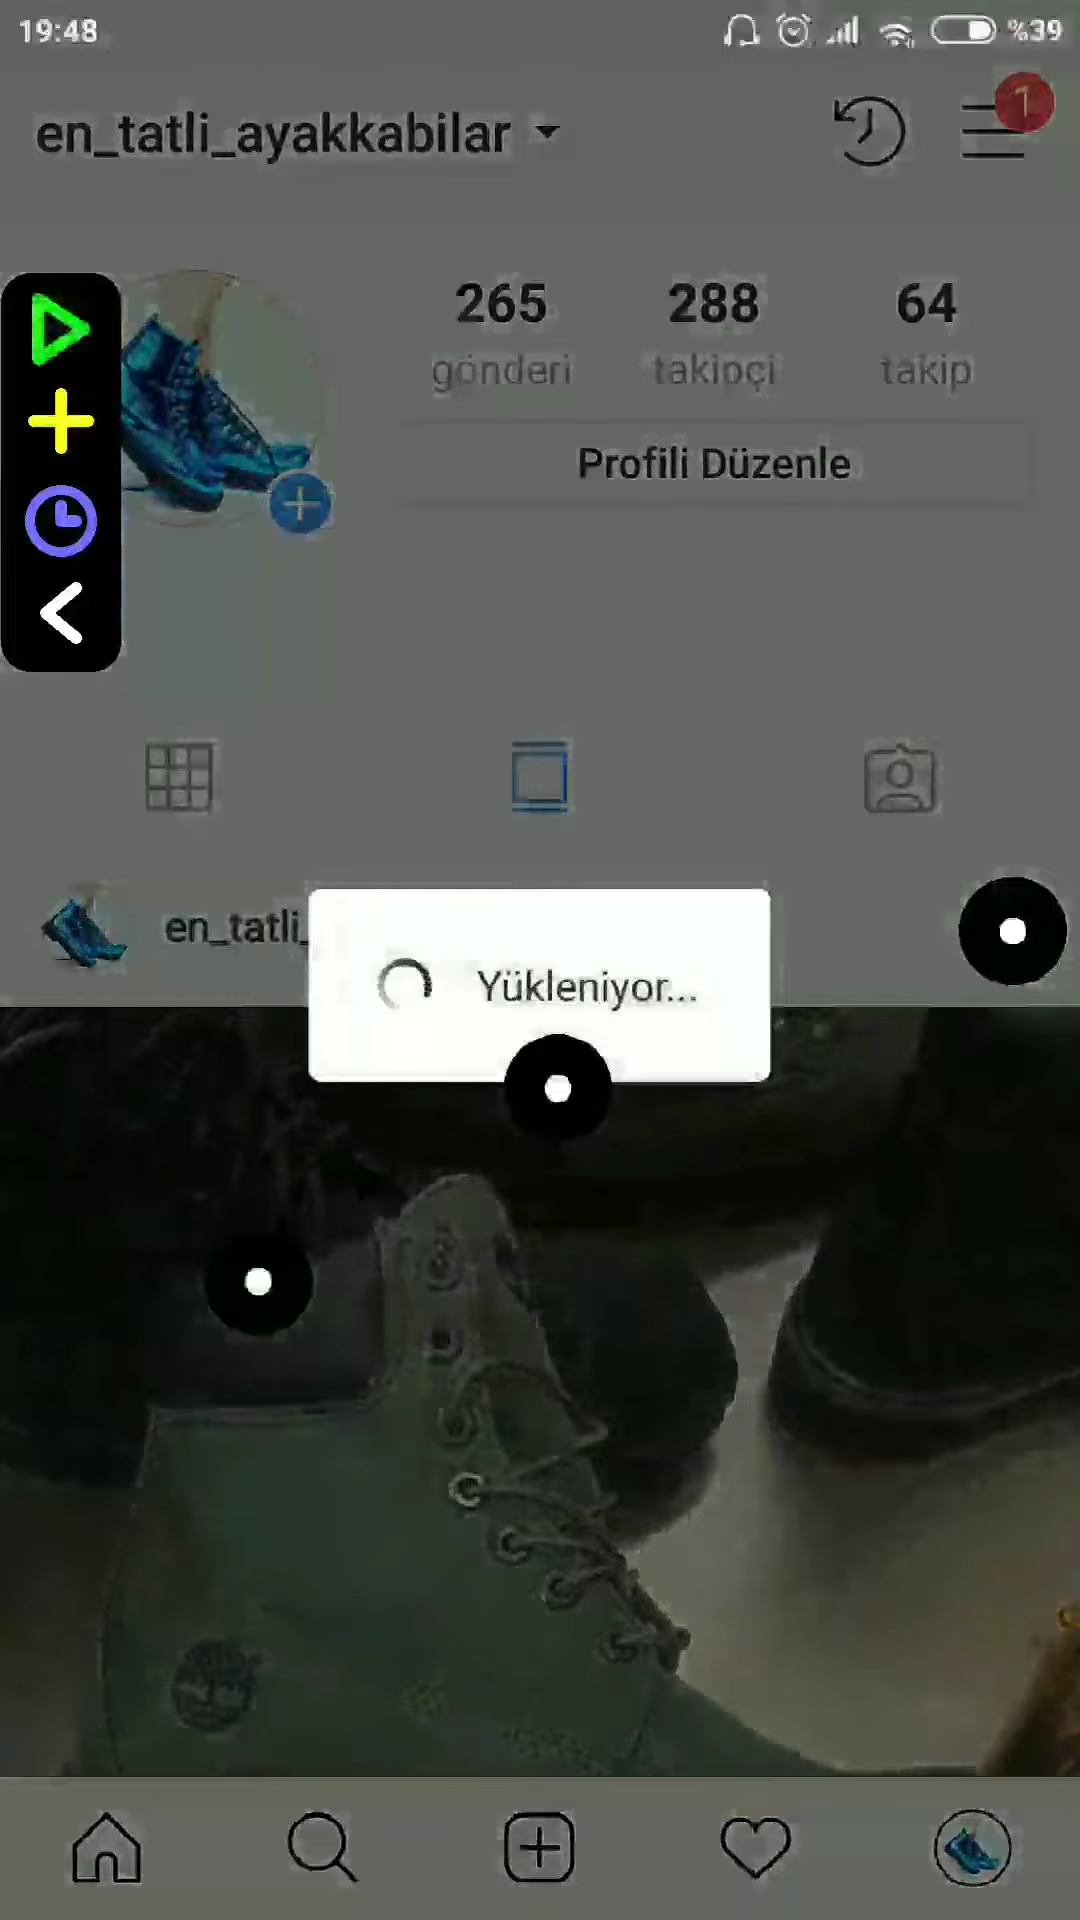 19:48
%39
en_tatli_ayakkabilar
1
265
288
64
gönderi
takipçi
takip
Profili Düzenle
en_tatli_
Yükleniyor...